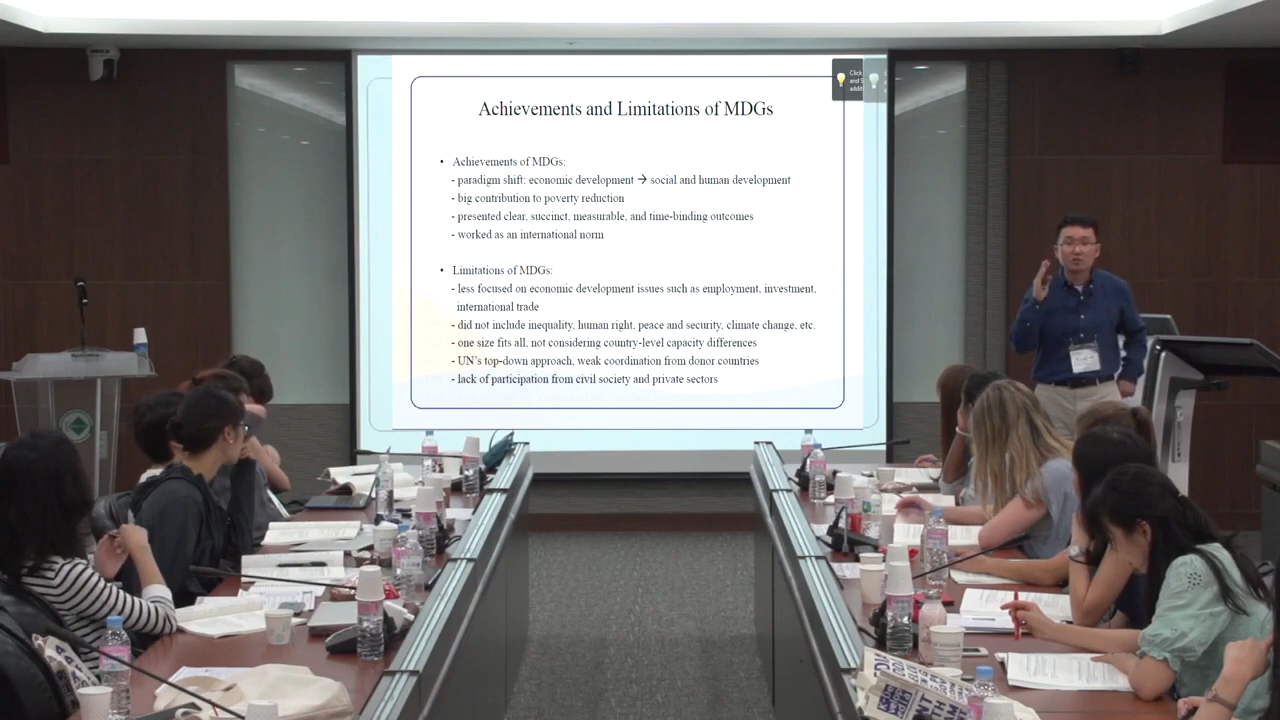 Achievements and Limitations of MDGs
• Achievements of MDGs:
- paradigm shift: economic development → social and human development
- big contribution to poverty reduction
- presented clear, succinct, measurable, and time-binding outcomes
- worked as an international norm
• Limitations of MDGs:
- less focused on economic development issues such as employment, investment,
international trade
- did not include inequality, human right, peace and security, climate change, etc.
- one size fits all, not considering country-level capacity differences
- UN's top-down approach, weak coordination from donor countries
- lack of participation from civil society and private sectors
Click